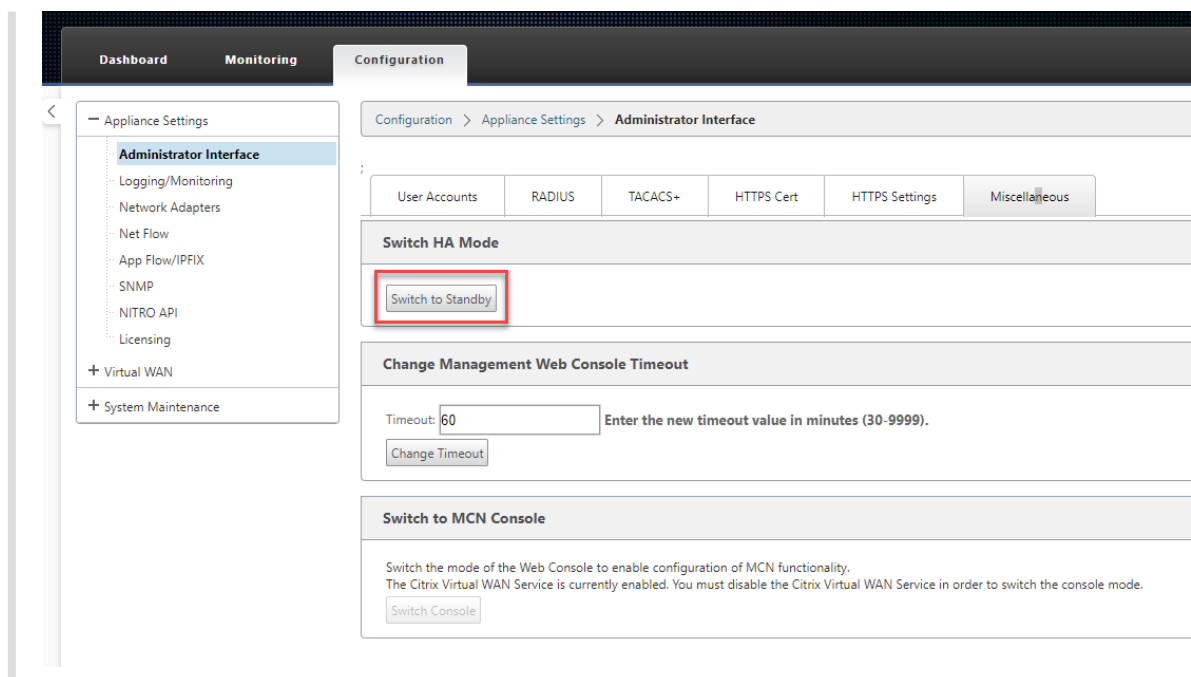 Dashboard Monitoring Configuration
Appliance Settings
Administrator Interface
Logging/Monitoring
Network Adapters
Net Flow
App Flow/IPFIX
SNMP
NITRO API
Licensing
Virtual WAN
System Maintenance
Configuration > Appliance Settings > Administrator Interface
;
User Accounts RADIUS TACACS+ HTTPS Cert HTTPS Settings Miscellaneous
Switch HA Mode
Switch to Standby
Change Management Web Console Timeout
Timeout: 60 Enter the new timeout value in minutes (30-9999).
Change Timeout
Switch to MCN Console
Switch the mode of the Web Console to enable configuration of MCN functionality.
The Citrix Virtual WAN Service is currently enabled. You must disable the Citrix Virtual WAN Service in order to switch the console mode.
Switch Console